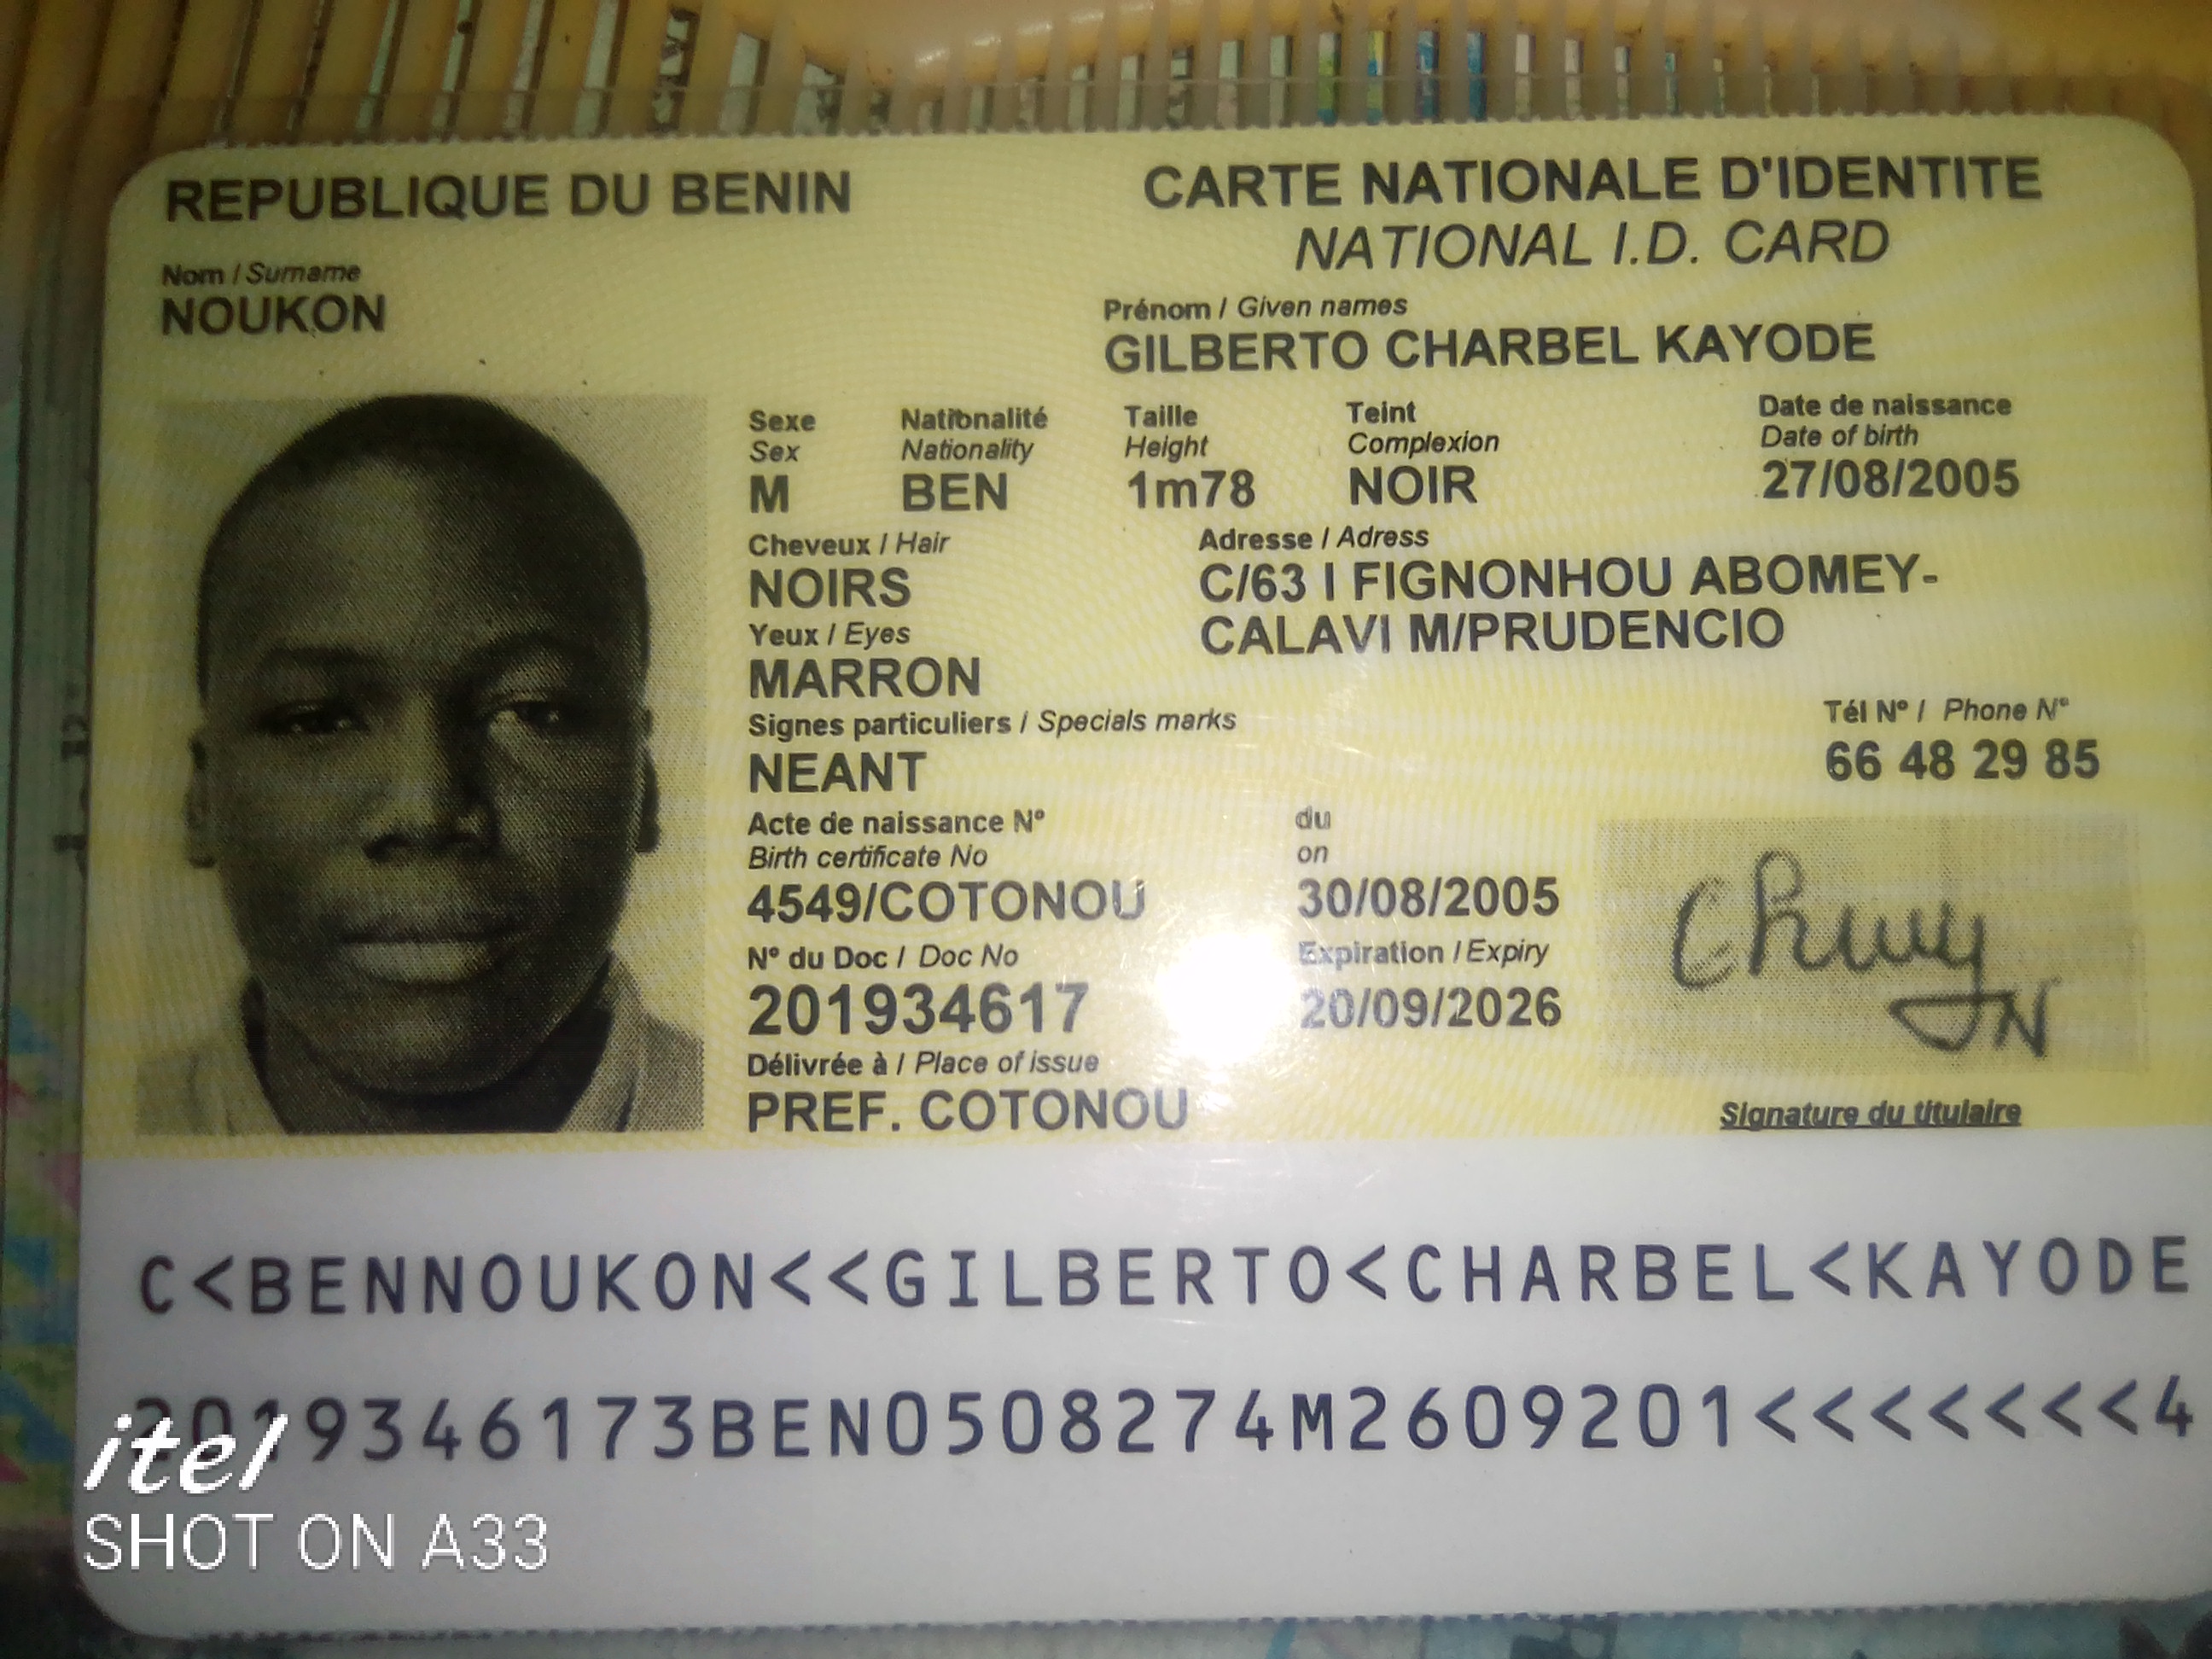 REPUBLIQUE DU BENIN
CARTE NATIONALE D'IDENTITE
NATIONAL I.D. CARD
Nom / Surname
NOUKON
Prénom / Given names
GILBERTO CHARBEL KAYODE
Sexe Nationalité Taille Teint Date de naissance
Sex Nationality Height Complexion Date of birth
M BEN 1m78 NOIR 27/08/2005
Cheveux / Hair
NOIRS
Adresse / Adress
C/63 I FIGNONHOU ABOMEY-
CALAVI M/PRUDENCIO
Yeux / Eyes
MARRON
Signes particuliers / Specials marks
NEANT
Tél N° / Phone N°
66 48 29 85
Acte de naissance N° du
Birth certificate No on
4549/COTONOU 30/08/2005
N° du Doc / Doc No Expiration / Expiry
201934617 20/09/2026
Délivrée à / Place of issue
PREF. COTONOU
Signature du titulaire
C<BENNOUKON<<GILBERTO<CHARBEL<KAYODE
2019346173BEN0508274M2609201<<<<<<<4
itel
SHOT ON A33